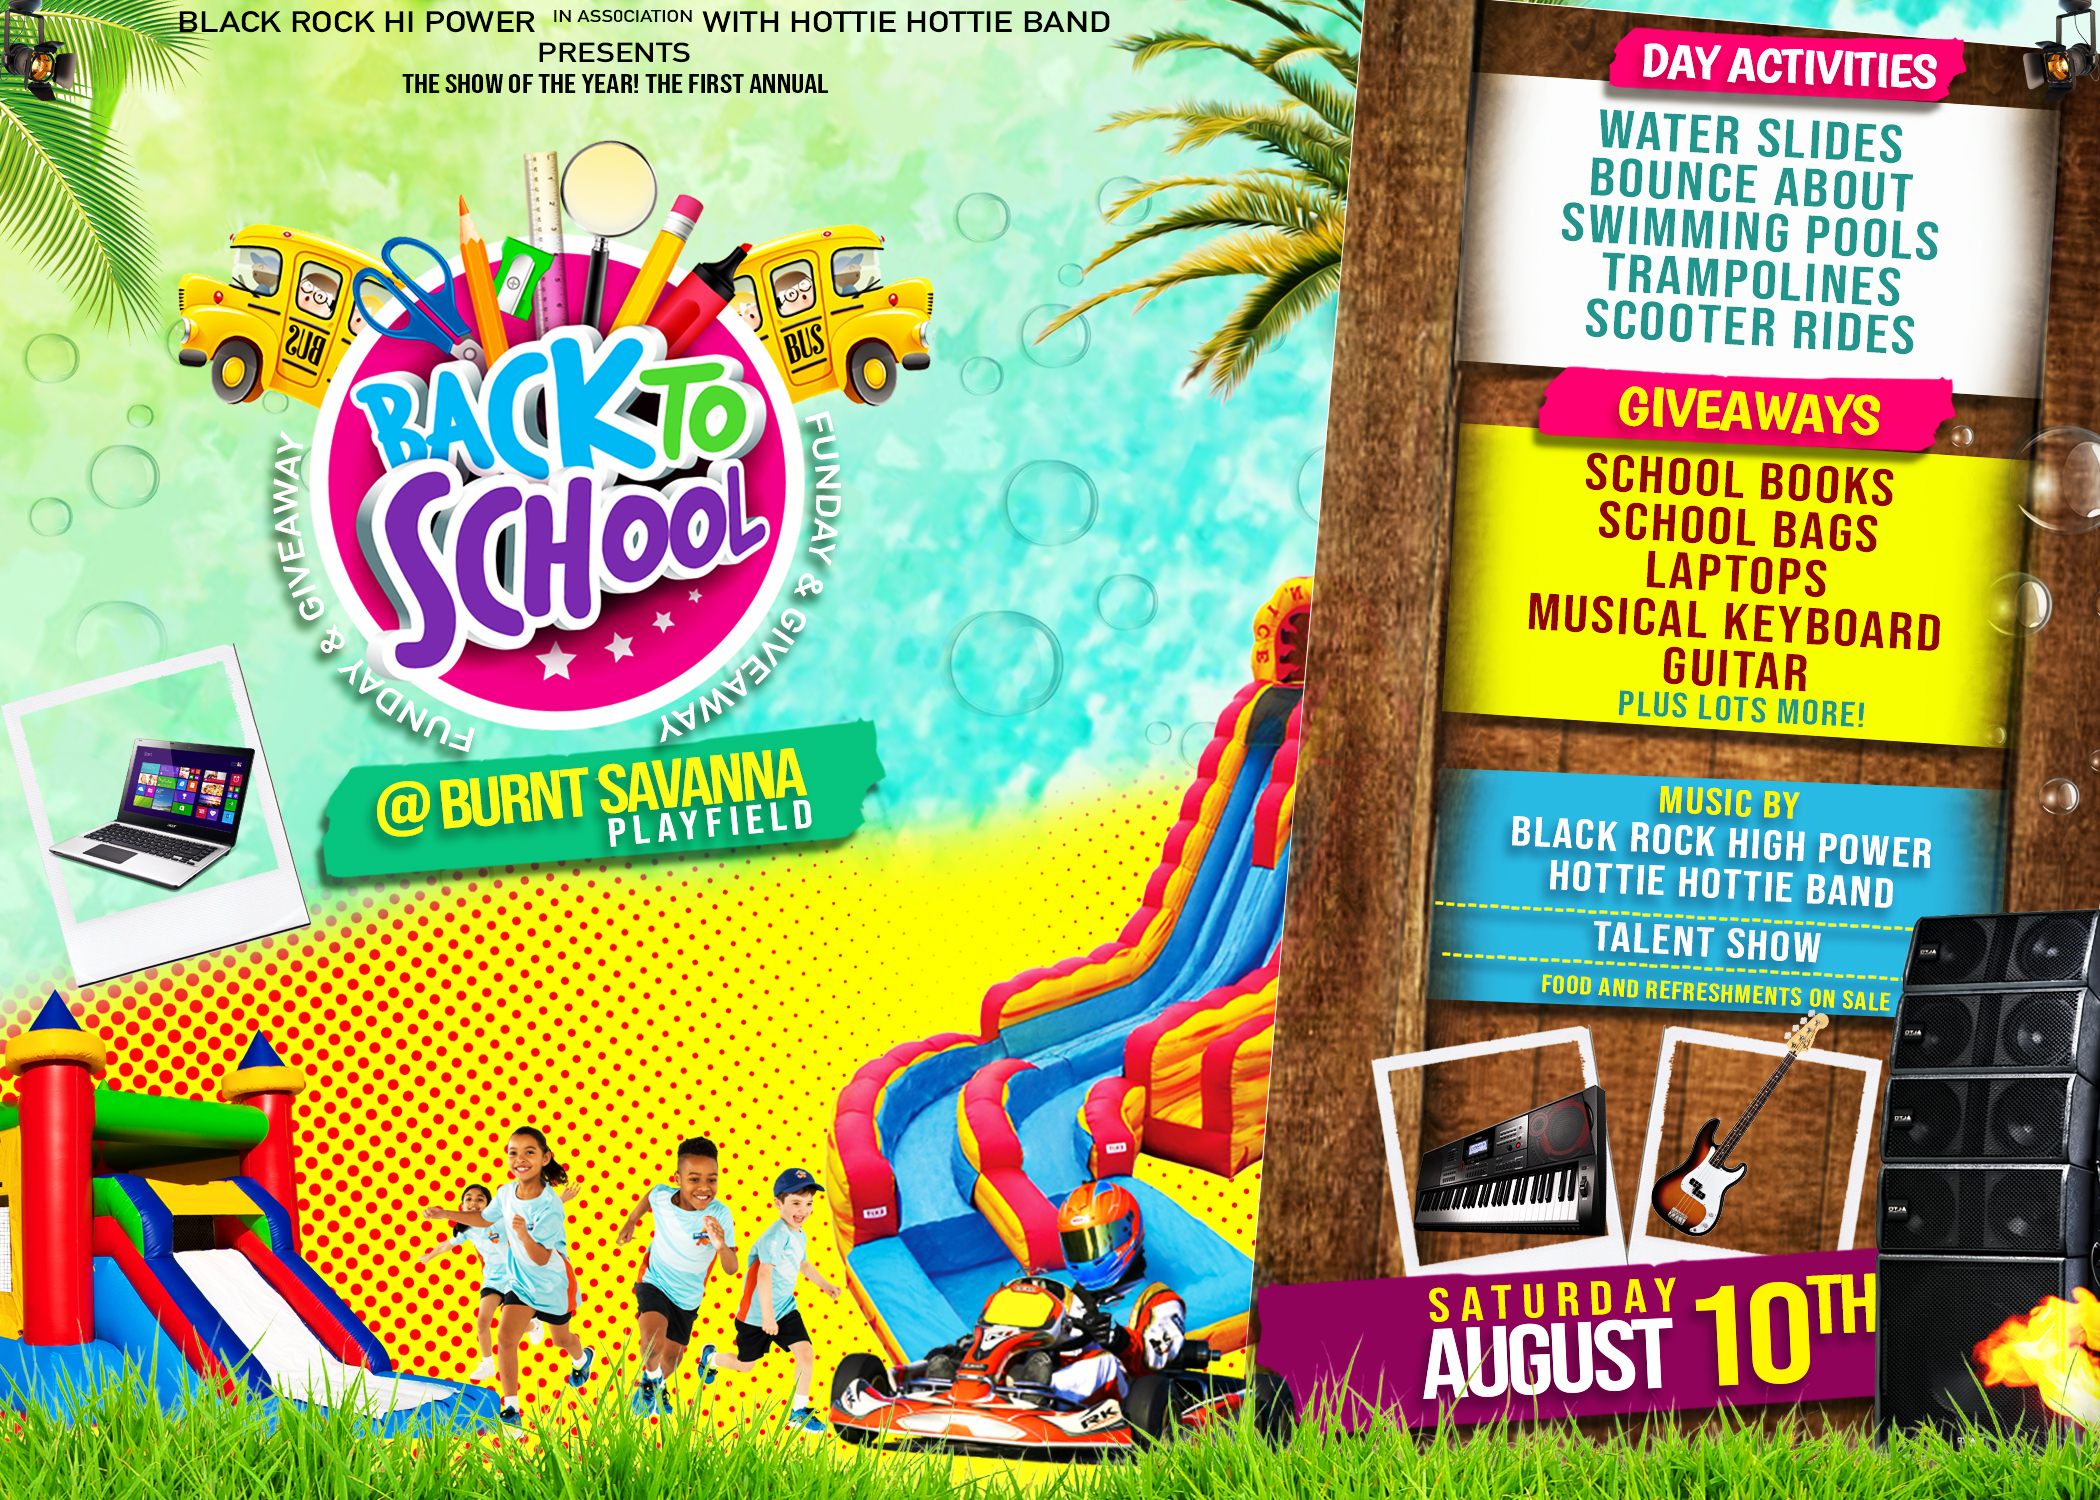 BLACK ROCK HI POWER IN ASSOCIATION WITH HOTTIE HOTTIE BAND
PRESENTS
THE SHOW OF THE YEAR! THE FIRST ANNUAL
BUS
BUS
BACK TO
SCHOOL
FUNDAY & GIVEAWAY
FUNDAY & GIVEAWAY
@ BURNT SAVANNA
PLAYFIELD
DAY ACTIVITIES
WATER SLIDES
BOUNCE ABOUT
SWIMMING POOLS
TRAMPOLINES
SCOOTER RIDES
GIVEAWAYS
SCHOOL BOOKS
SCHOOL BAGS
LAPTOPS
MUSICAL KEYBOARD
GUITAR
PLUS LOTS MORE!
MUSIC BY
BLACK ROCK HIGH POWER
HOTTIE HOTTIE BAND
TALENT SHOW
FOOD AND REFRESHMENTS ON SALE
SATURDAY
AUGUST 10TH
RK